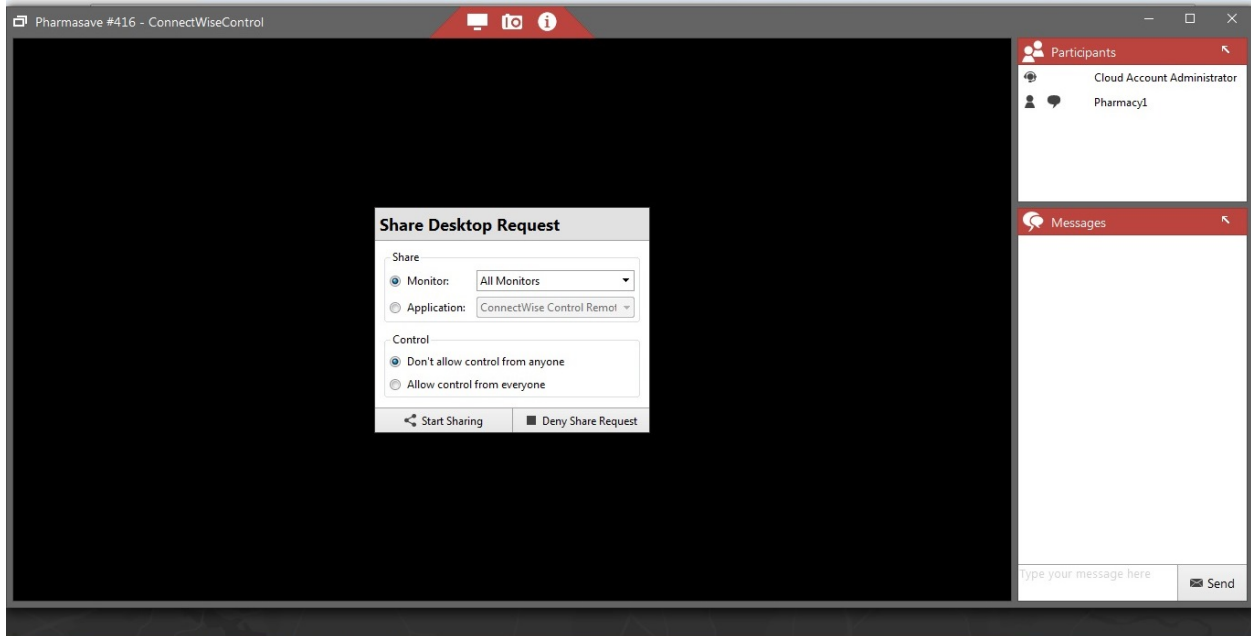 Pharmasave #416 - ConnectWiseControl
Participants
Cloud Account Administrator
Pharmacy1
Share Desktop Request
Share
Monitor: All Monitors
Application: ConnectWise Control Remot
Control
Don't allow control from anyone
Allow control from everyone
Start Sharing Deny Share Request
Messages
Type your message here
Send